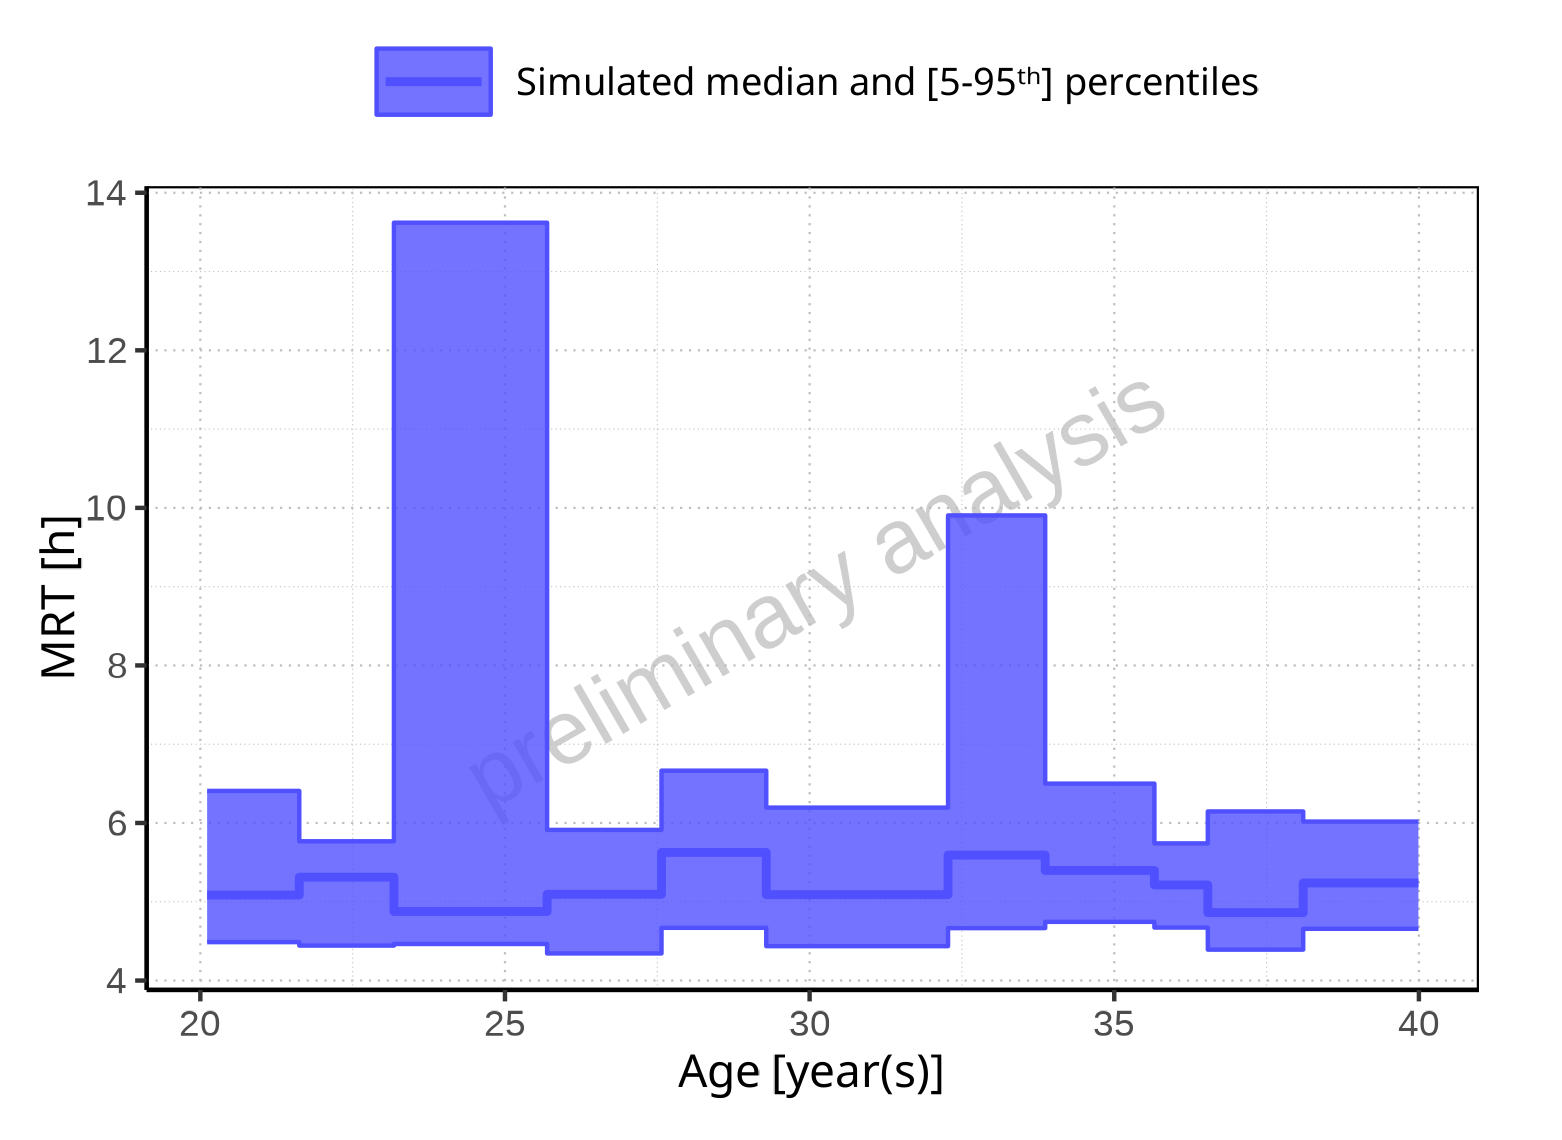 Simulated median and [5-95ᵗʰ] percentiles
14
12
10
8
6
4
MRT [h]
preliminary analysis
20 25 30 35 40
Age [year(s)]